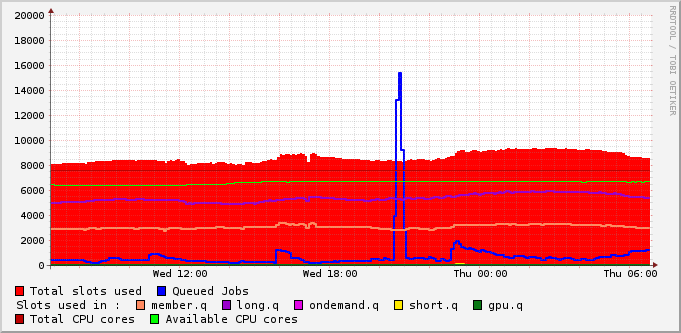 20000
18000
16000
14000
12000
10000
8000
6000
4000
2000
0
Wed 12:00 Wed 18:00 Thu 00:00 Thu 06:00
Total slots used Queued Jobs
Slots used in : member.q long.q ondemand.q short.q gpu.q
Total CPU cores Available CPU cores
RRDTOOL / TOBI OETIKER